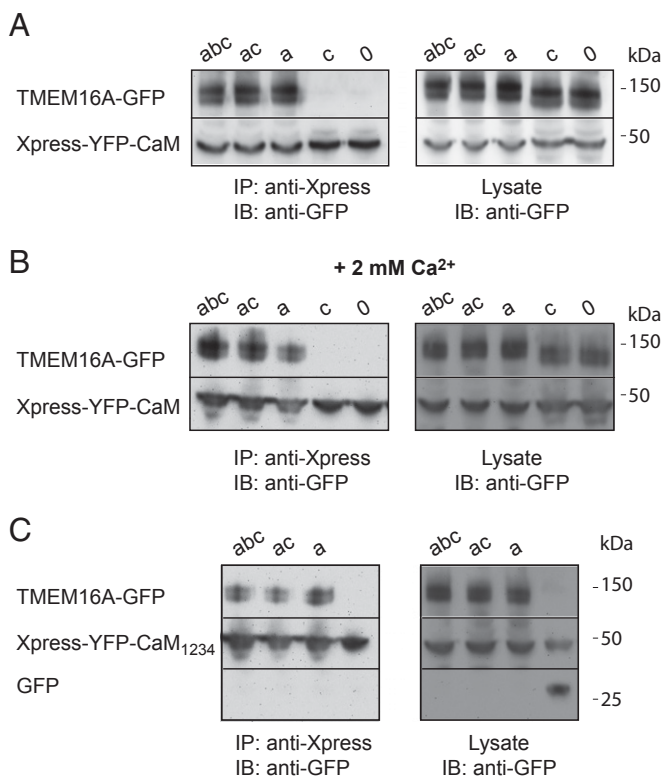 A
abc ac a c 0 abc ac a c 0 kDa
TMEM16A-GFP -150
Xpress-YFP-CaM -50
IP: anti-Xpress Lysate
IB: anti-GFP IB: anti-GFP
B
+ 2 mM Ca²⁺
abc ac a c 0 abc ac a c 0
TMEM16A-GFP -150
Xpress-YFP-CaM -50
IP: anti-Xpress Lysate
IB: anti-GFP IB: anti-GFP
C
abc ac a abc ac a kDa
TMEM16A-GFP -150
Xpress-YFP-CaM₁₂₃₄ -50
GFP -25
IP: anti-Xpress Lysate
IB: anti-GFP IB: anti-GFP